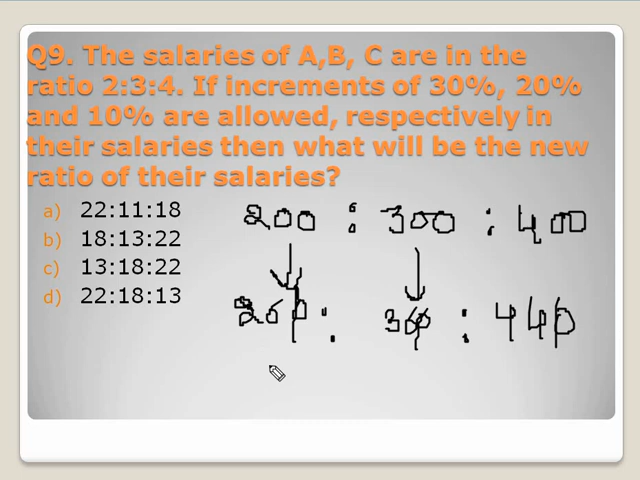 Q9. The salaries of A,B, C are in the
ratio 2:3:4. If increments of 30%, 20%
and 10% are allowed, respectively in
their salaries then what will be the new
ratio of their salaries?
a) 22:11:18
b) 18:13:22
c) 13:18:22
d) 22:18:13
200 : 300 : 400
260 : 360 : 440